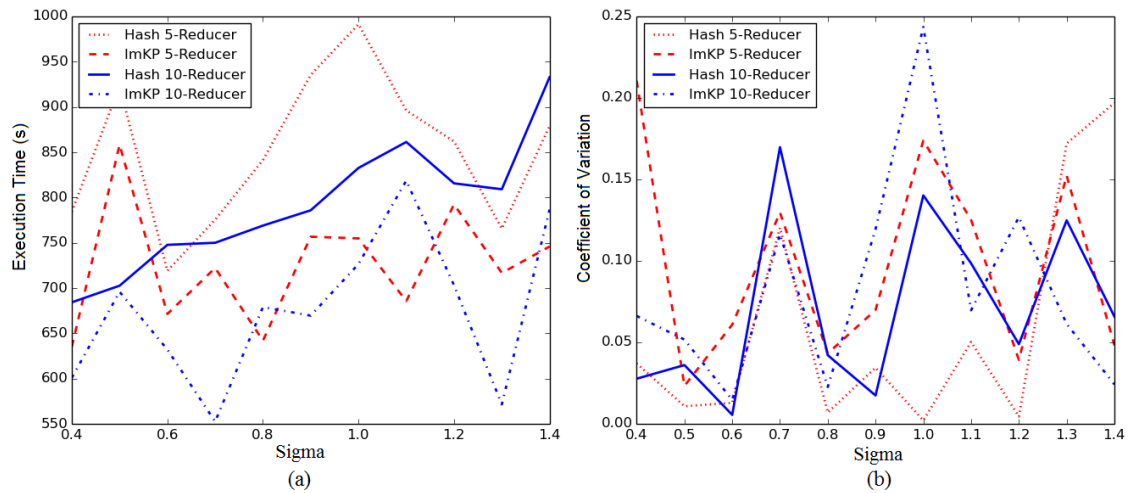 Hash 5-Reducer
ImKP 5-Reducer
Hash 10-Reducer
ImKP 10-Reducer
Execution Time (s)
1000
950
900
850
800
750
700
650
600
550
0.4
0.6
0.8
1.0
1.2
1.4
Sigma
(a)
Hash 5-Reducer
ImKP 5-Reducer
Hash 10-Reducer
ImKP 10-Reducer
Coefficient of Variation
0.25
0.20
0.15
0.10
0.05
0.00
0.4
0.5
0.6
0.7
0.8
0.9
1.0
1.1
1.2
1.3
1.4
Sigma
(b)